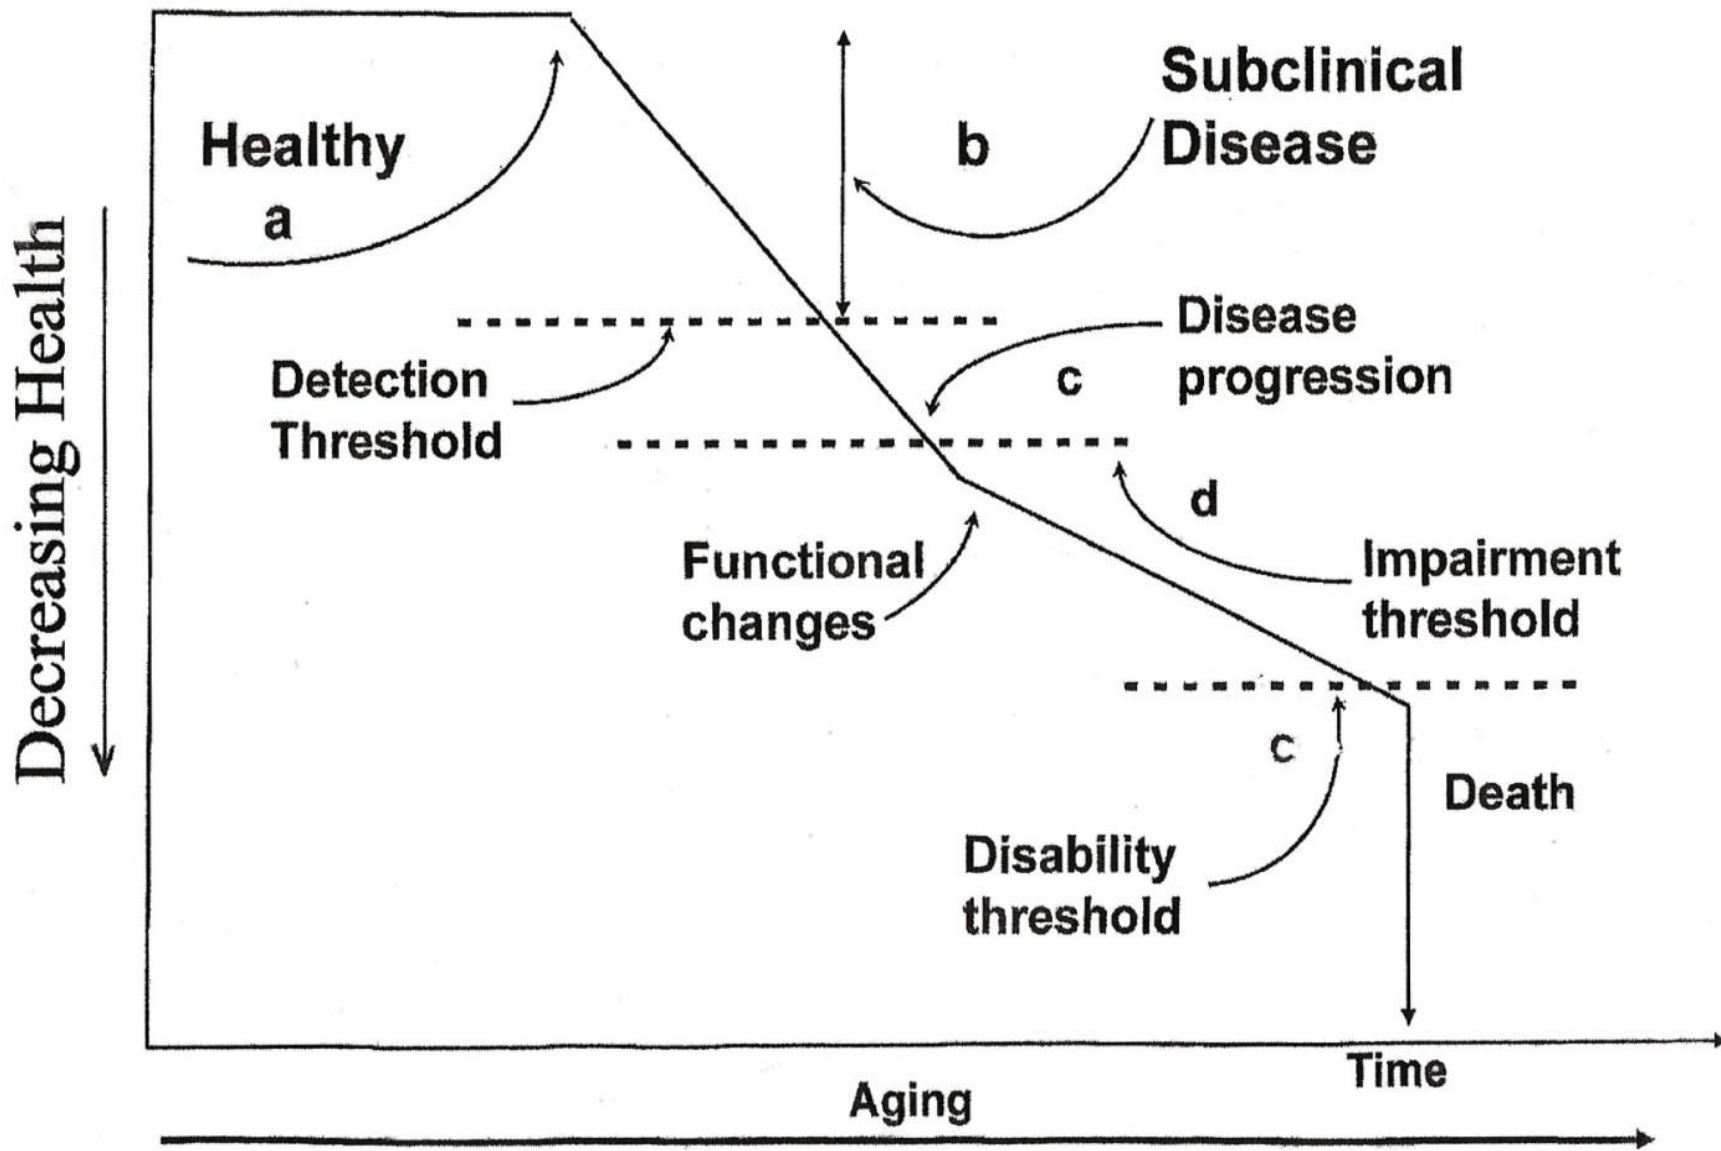 Healthy
a
b
Subclinical
Disease
Decreasing Health
Detection
Threshold
c
Disease
progression
d
Functional
changes
Impairment
threshold
c
Death
Disability
threshold
Time
Aging